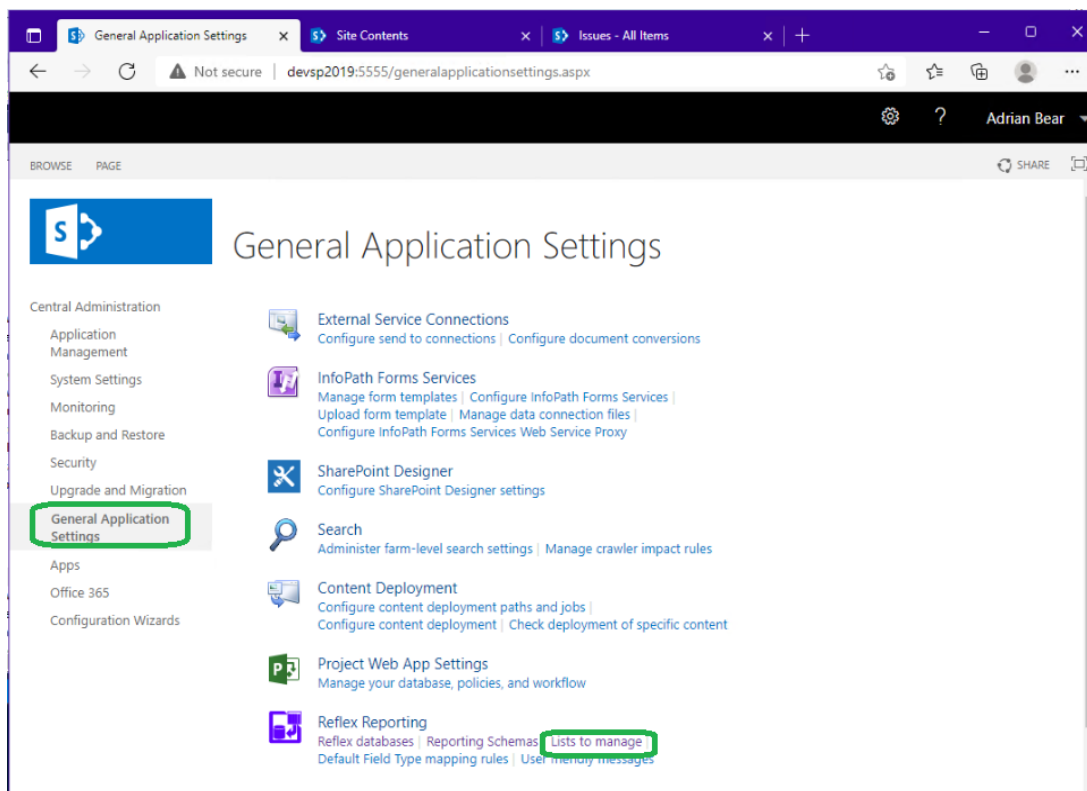 General Application Settings
Site Contents
Issues - All Items
Not secure | devsp2019:5555/generalapplicationsettings.aspx
Adrian Bear
BROWSE PAGE
SHARE
General Application Settings
Central Administration
Application
Management
System Settings
Monitoring
Backup and Restore
Security
Upgrade and Migration
General Application
Settings
Apps
Office 365
Configuration Wizards
External Service Connections
Configure send to connections | Configure document conversions
InfoPath Forms Services
Manage form templates | Configure InfoPath Forms Services |
Upload form template | Manage data connection files |
Configure InfoPath Forms Services Web Service Proxy
SharePoint Designer
Configure SharePoint Designer settings
Search
Administer farm-level search settings | Manage crawler impact rules
Content Deployment
Configure content deployment paths and jobs |
Configure content deployment | Check deployment of specific content
Project Web App Settings
Manage your database, policies, and workflow
Reflex Reporting
Reflex databases | Reporting Schemas | Lists to manage |
Default Field Type mapping rules | User friendly messages